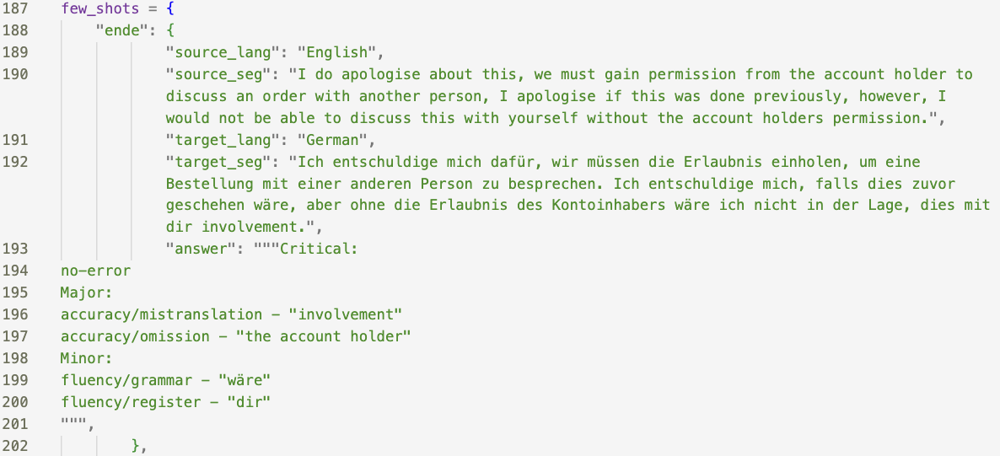 187 few_shots = {
188 "ende": {
189 "source_lang": "English",
190 "source_seg": "I do apologise about this, we must gain permission from the account holder to
discuss an order with another person, I apologise if this was done previously, however, I
would not be able to discuss this with yourself without the account holders permission.",
191 "target_lang": "German",
192 "target_seg": "Ich entschuldige mich dafür, wir müssen die Erlaubnis einholen, um eine
Bestellung mit einer anderen Person zu besprechen. Ich entschuldige mich, falls dies zuvor
geschehen wäre, aber ohne die Erlaubnis des Kontoinhabers wäre ich nicht in der Lage, dies mit
dir involvement.",
193 "answer": """Critical:
194 no-error
195 Major:
196 accuracy/mistranslation - "involvement"
197 accuracy/omission - "the account holder"
198 Minor:
199 fluency/grammar - "wäre"
200 fluency/register - "dir"
201 """,
202 },